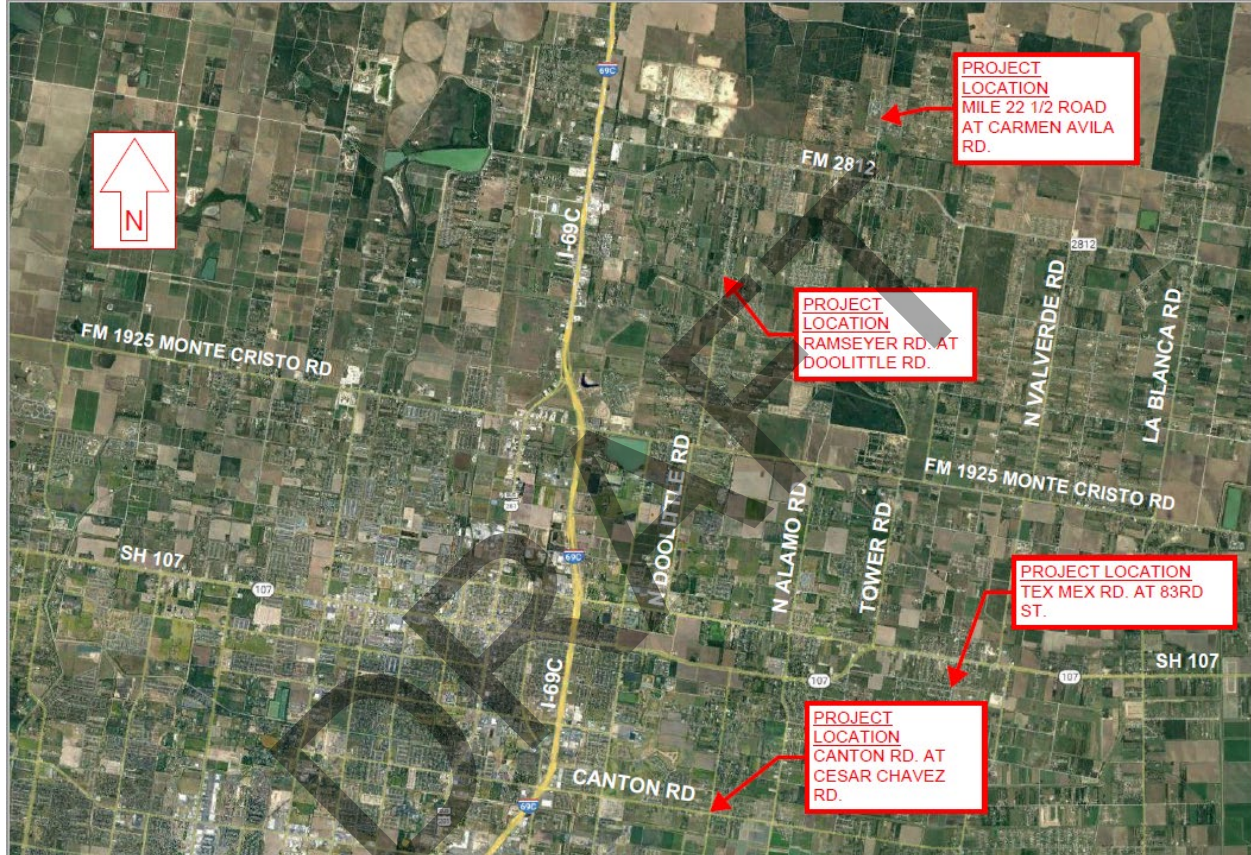 69C
PROJECT
LOCATION
MILE 22 1/2 ROAD
AT CARMEN AVILA
RD.
N
FM 2812
I-69C
2812
PROJECT
LOCATION
RAMSEYER RD. AT
DOOLITTLE RD.
N VALVERDE RD
LA BLANCA RD
FM 1925 MONTE CRISTO RD
N DOOLITTLE RD
FM 1925 MONTE CRISTO RD
N ALAMO RD
TOWER RD
SH 107
69C
107
PROJECT LOCATION
TEX MEX RD. AT 83RD
ST.
SH 107
107
107
I-69C
PROJECT
LOCATION
CANTON RD. AT
CESAR CHAVEZ
RD.
CANTON RD
69C
DRAFT